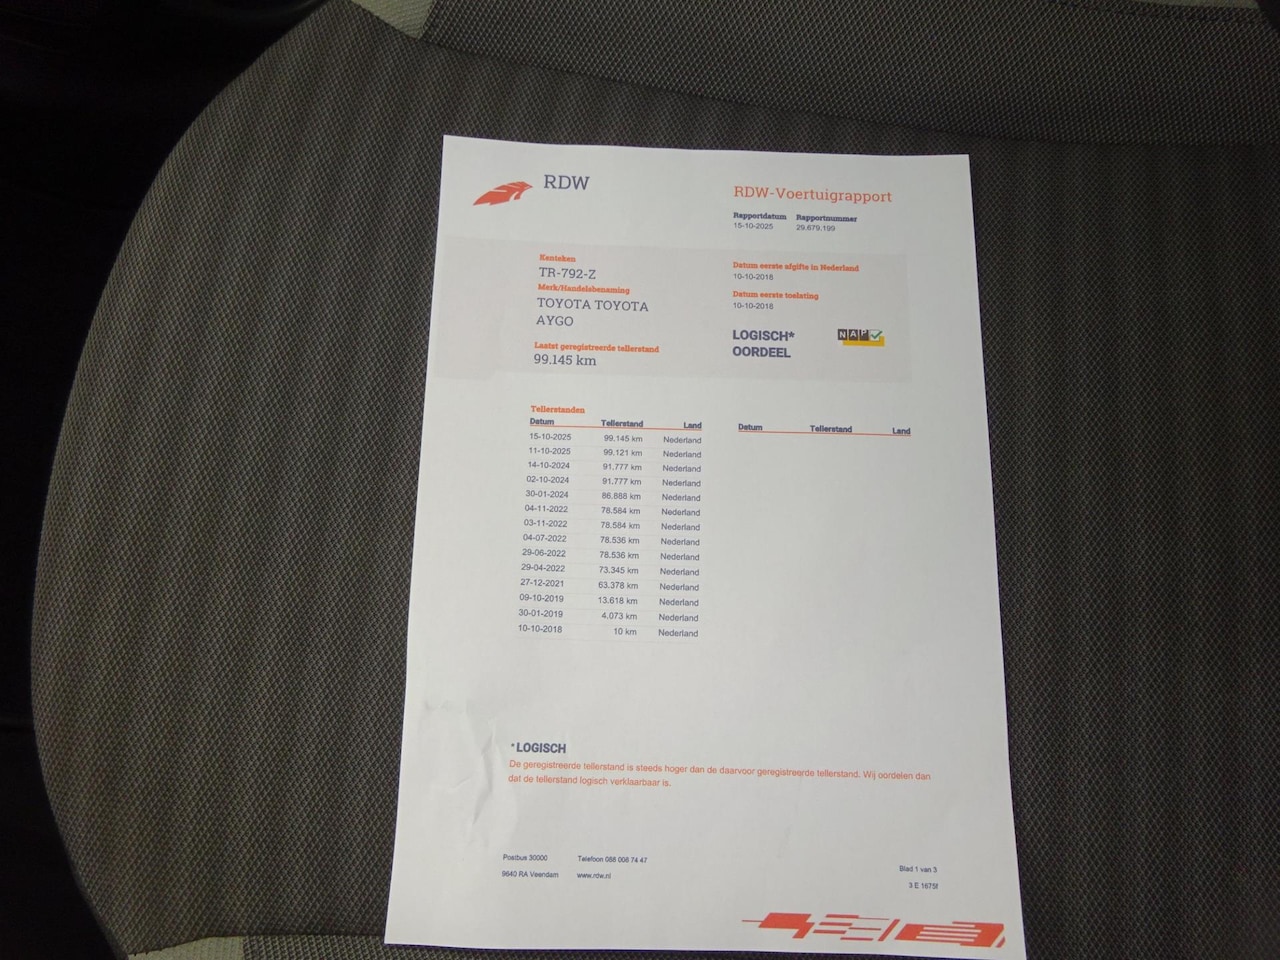 RDW
RDW-Voertuigrapport
Rapportdatum Rapportnummer
15-10-2025 29.679.199
Kenteken
TR-792-Z
Merk/Handelsbenaming
TOYOTA TOYOTA
AYGO
Laatst geregistreerde tellerstand
99.145 km
Datum eerste afgifte in Nederland
10-10-2018
Datum eerste toelating
10-10-2018
LOGISCH*
OORDEEL
NAP
Tellerstanden
Datum Tellerstand Land
15-10-2025 99.145 km Nederland
11-10-2025 99.121 km Nederland
14-10-2024 91.777 km Nederland
02-10-2024 91.777 km Nederland
30-01-2024 86.888 km Nederland
04-11-2022 78.584 km Nederland
03-11-2022 78.584 km Nederland
04-07-2022 78.536 km Nederland
29-06-2022 78.536 km Nederland
29-04-2022 73.345 km Nederland
27-12-2021 63.378 km Nederland
09-10-2019 13.618 km Nederland
30-01-2019 4.073 km Nederland
10-10-2018 10 km Nederland
Datum Tellerstand Land
*LOGISCH
De geregistreerde tellerstand is steeds hoger dan de daarvoor geregistreerde tellerstand. Wij oordelen dan
dat de tellerstand logisch verklaarbaar is.
Postbus 30000 Telefoon 088 008 74 47
9640 RA Veendam www.rdw.nl
Blad 1 van 3
3 E 1675f